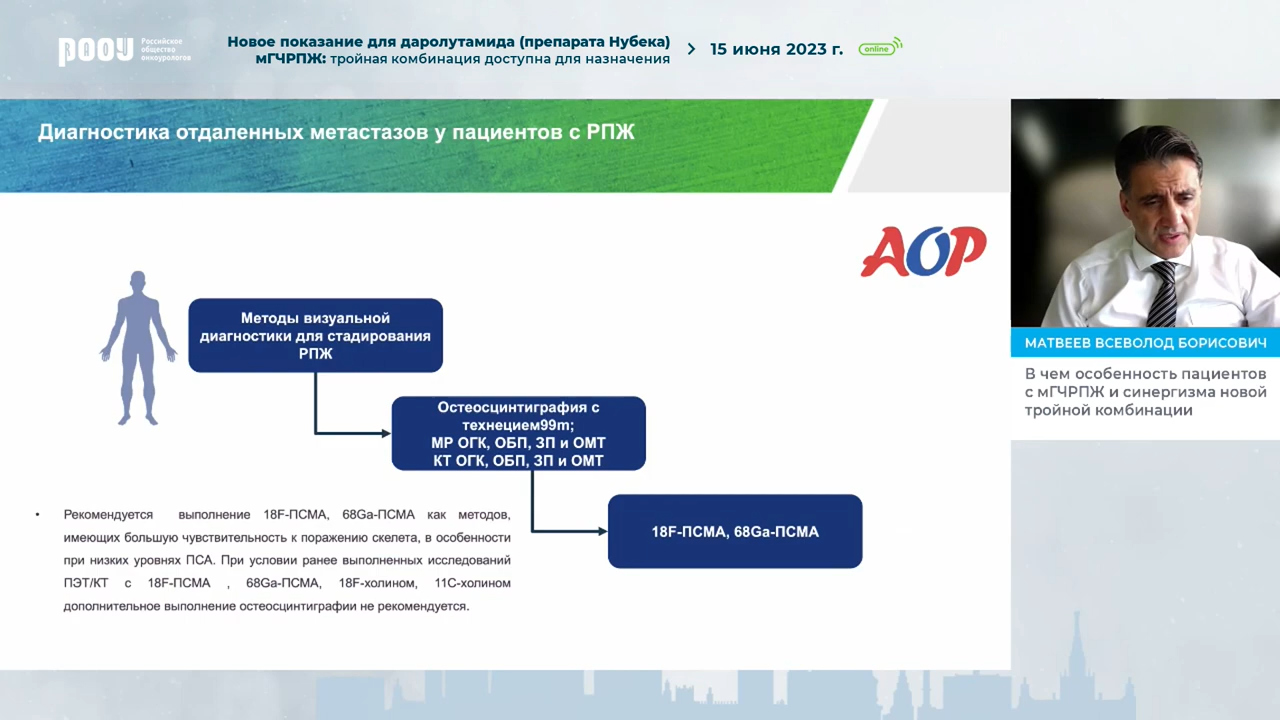 РООУ
Российское
общество
онкоурологов
Новое показание для даролутамида (препарата Нубека)
мГЧРПЖ: тройная комбинация доступна для назначения
15 июня 2023 г.
online
Диагностика отдаленных метастазов у пациентов с РПЖ
АОР
Методы визуальной
диагностики для стадирования
РПЖ
Остеосцинтиграфия с
технецием99m;
МР ОГК, ОБП, ЗП и ОМТ
КТ ОГК, ОБП, ЗП и ОМТ
18F-ПСМА, 68Ga-ПСМА
• Рекомендуется выполнение 18F-ПСМА, 68Ga-ПСМА как методов,
имеющих большую чувствительность к поражению скелета, в особенности
при низких уровнях ПСА. При условии ранее выполненных исследований
ПЭТ/КТ с 18F-ПСМА , 68Ga-ПСМА, 18F-холином, 11С-холином
дополнительное выполнение остеосцинтиграфии не рекомендуется.
МАТВЕЕВ ВСЕВОЛОД БОРИСОВИЧ
В чем особенность пациентов
с мГЧРПЖ и синергизма новой
тройной комбинации